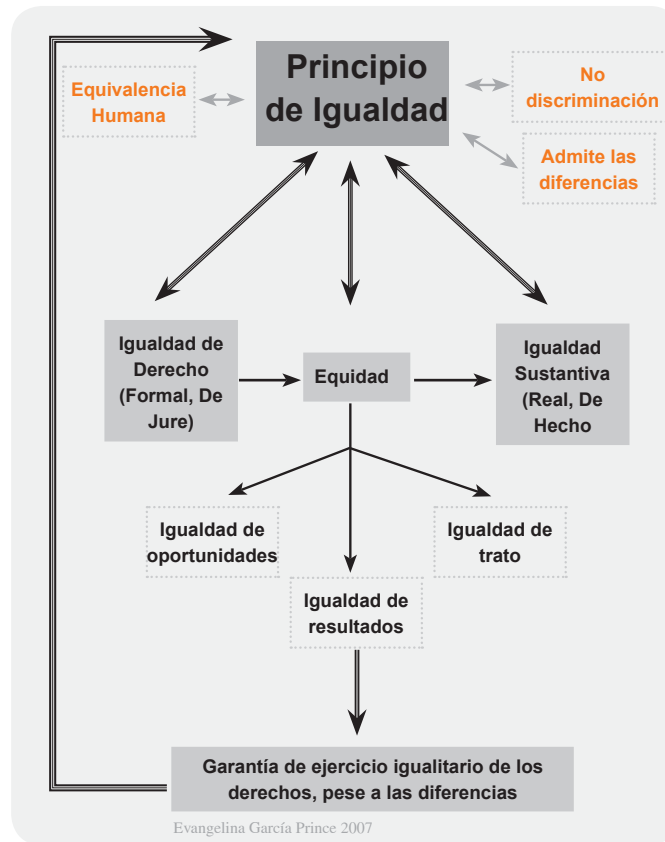 Principio
de Igualdad
Equivalencia
Humana
No
discriminación
Admite las
diferencias
Igualdad de
Derecho
(Formal, De
Jure)
Equidad
Igualdad
Sustantiva
(Real, De
Hecho
Igualdad de
oportunidades
Igualdad de
trato
Igualdad de
resultados
Garantía de ejercicio igualitario de los
derechos, pese a las diferencias
Evangelina García Prince 2007